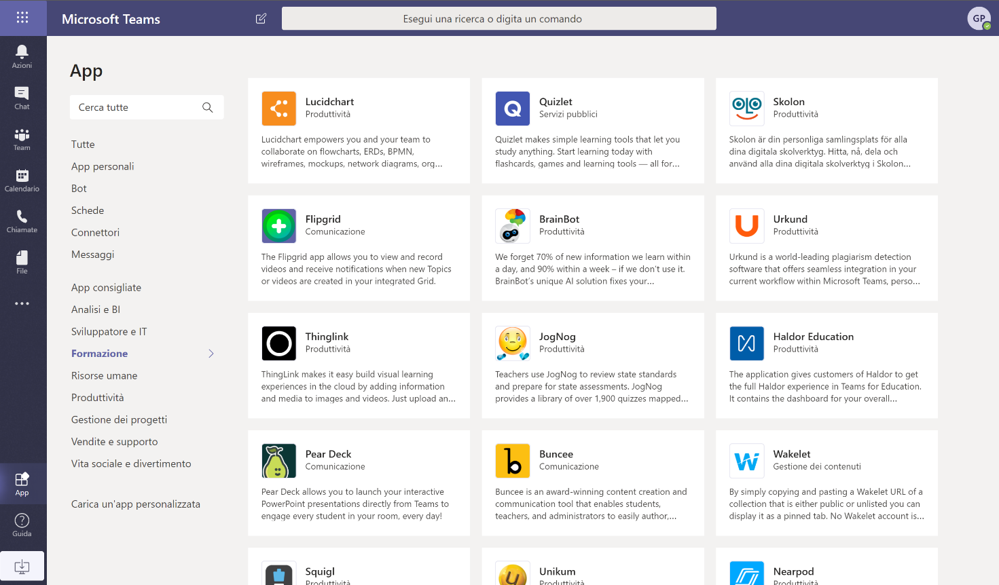 Microsoft Teams
Esegui una ricerca o digita un comando
GP
Azioni
Chat
Team
Calendario
Chiamate
File
App
Guida
App
Cerca tutte
Tutte
App personali
Bot
Schede
Connettori
Messaggi
App consigliate
Analisi e BI
Sviluppatore e IT
Formazione
Risorse umane
Produttività
Gestione dei progetti
Vendite e supporto
Vita sociale e divertimento
Carica un'app personalizzata
Lucidchart
Produttività
Lucidchart empowers you and your team to
collaborate on flowcharts, ERDs, BPMN,
wireframes, mockups, network diagrams, org...
Quizlet
Servizi pubblici
Quizlet makes simple learning tools that let you
study anything. Start learning today with
flashcards, games and learning tools — all for...
Skolon
Produttività
Skolon är din personliga samlingsplats för alla
dina digitala skolverktyg. Hitta, nå, dela och
använd alla dina digitala skolverktyg i Skolon...
Flipgrid
Comunicazione
The Flipgrid app allows you to view and record
videos and receive notifications when new Topics
or videos are created in your integrated Grid.
BrainBot
Produttività
We forget 70% of new information we learn within
a day, and 90% within a week – if we don't use it.
BrainBot's unique AI solution fixes your...
Urkund
Produttività
Urkund is a world-leading plagiarism detection
software that offers seamless integration in your
current workflow within Microsoft Teams, perso...
Thinglink
Produttività
ThingLink makes it easy build visual learning
experiences in the cloud by adding information
and media to images and videos. Just upload an...
JogNog
Produttività
Teachers use JogNog to review state standards
and prepare for state assessments. JogNog
provides a library of over 1,900 quizzes mapped...
Haldor Education
Produttività
The application gives customers of Haldor to get
the full Haldor experience in Teams for Education.
It contains the dashboard for your overall...
Pear Deck
Comunicazione
Pear Deck allows you to launch your interactive
PowerPoint presentations directly from Teams to
engage every student in your room, every day!
Buncee
Comunicazione
Buncee is an award-winning content creation and
communication tool that enables students,
teachers, and administrators to easily author,...
Wakelet
Gestione dei contenuti
By simply copying and pasting a Wakelet URL of a
collection that is either public or unlisted you can
display it as a pinned tab. No Wakelet account is...
Squigl
Produttività
Unikum
Produttività
Nearpod
Produttività